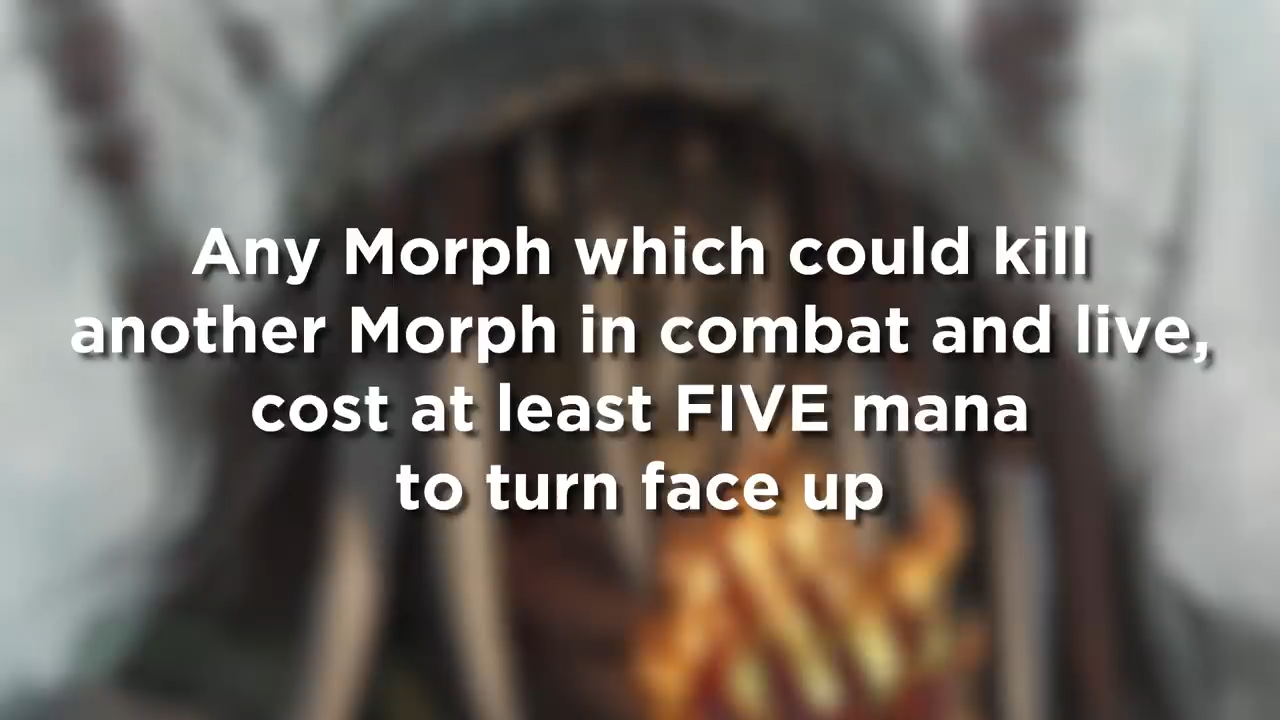 Any Morph which could kill
another Morph in combat and live,
cost at least FIVE mana
to turn face up